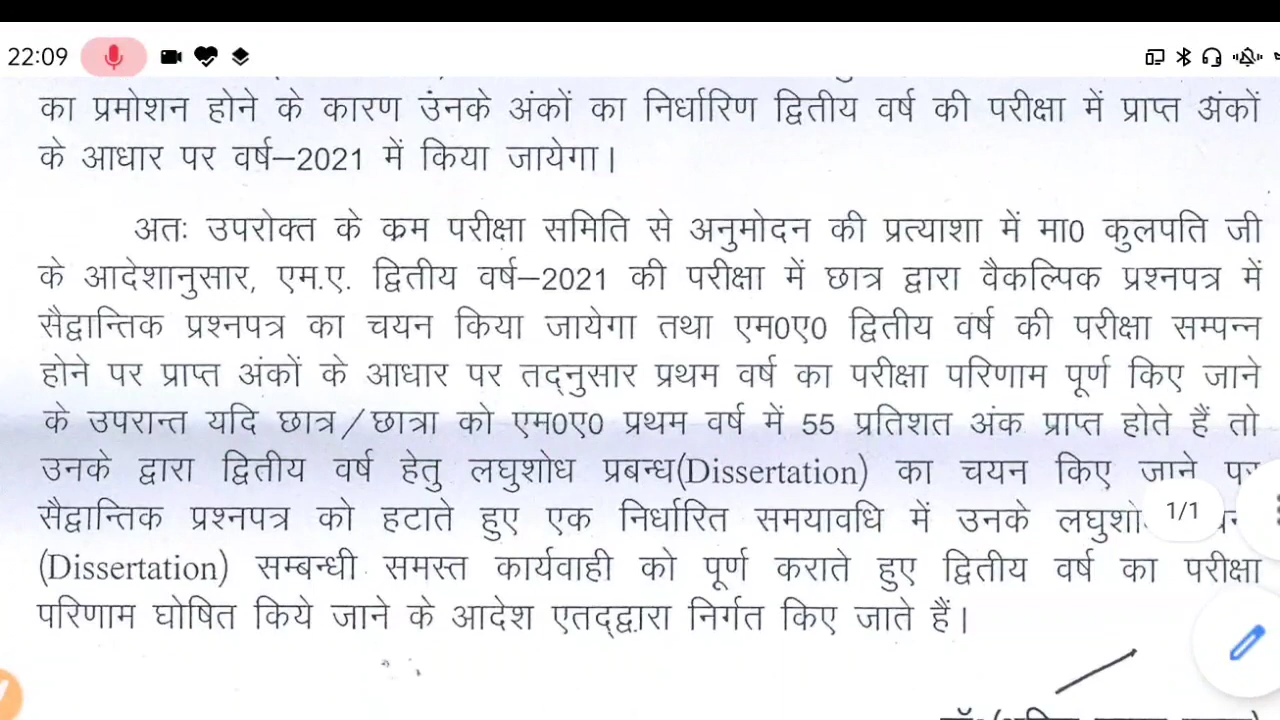 22:09
का प्रमोशन होने के कारण उंनके अंकों का निर्धारिण द्वितीय वर्ष की परीक्षा में प्राप्त अंकों
के आधार पर वर्ष–2021 में किया जायेगा।
अतः उपरोक्त के कम परीक्षा समिति से अनुमोदन की प्रत्याशा में मा0 कुलपति जी
के आदेशानुसार, एम.ए. द्वितीय वर्ष–2021 की परीक्षा में छात्र द्वारा वैकल्पिक प्रश्नपत्र में
सैद्वान्तिक प्रश्नपत्र का चयन किया जायेगा तथा एम0ए0 द्वितीय वर्ष की परीक्षा सम्पन्न
होने पर प्राप्त अंकों के आधार पर तद्नुसार प्रथम वर्ष का परीक्षा परिणाम पूर्ण किए जाने
के उपरान्त यदि छात्र/छात्रा को एम0ए0 प्रथम वर्ष में 55 प्रतिशत अंक प्राप्त होते हैं तो
उनके द्वारा द्वितीय वर्ष हेतु लघुशोध प्रबन्ध(Dissertation) का चयन किए जाने पर
सैद्वान्तिक प्रश्नपत्र को हटाते हुए एक निर्धारित समयावधि में उनके
1/1
(Dissertation) सम्बन्धी समस्त कार्यवाही को पूर्ण कराते हुए द्वितीय वर्ष का परीक्षा
परिणाम घोषित किये जाने के आदेश एतद्द्वारा निर्गत किए जाते हैं।